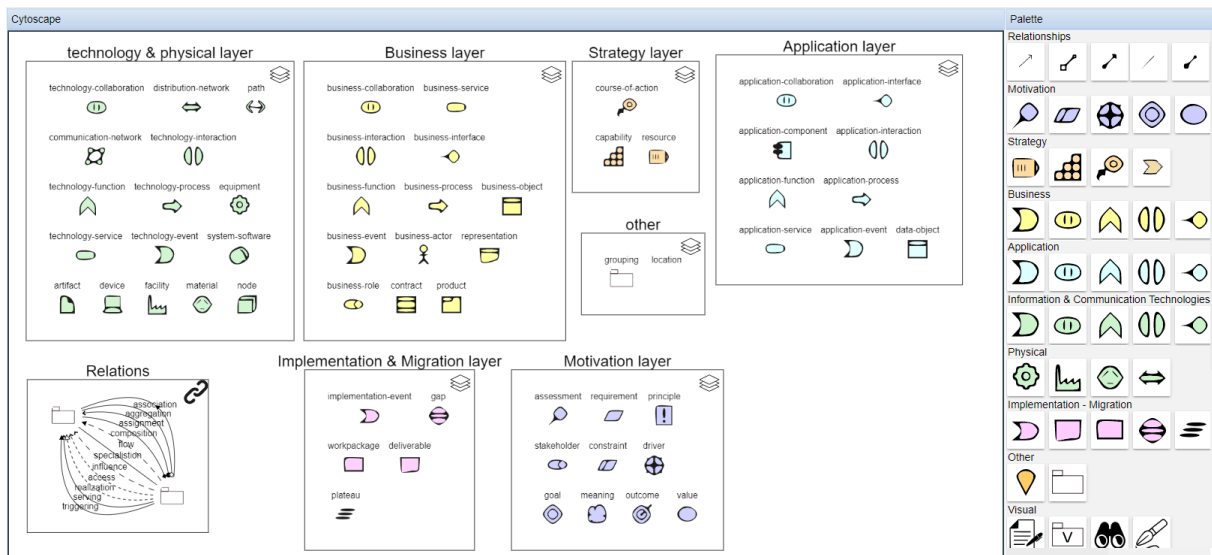 Cytoscape
technology & physical layer
technology-collaboration distribution-network path
communication-network technology-interaction
technology-function technology-process equipment
technology-service technology-event system-software
artifact device facility material node
Business layer
business-collaboration business-service
business-interaction business-interface
business-function business-process business-object
business-event business-actor representation
business-role contract product
Strategy layer
course-of-action
capability resource
other
grouping location
Application layer
application-collaboration application-interface
application-component application-interaction
application-function application-process
application-service application-event data-object
Relations
association
aggregation
assignment
composition
flow
specialistion
influence
access
realization
serving
triggering
Implementation & Migration layer
implementation-event gap
workpackage deliverable
plateau
Motivation layer
assessment requirement principle
stakeholder constraint driver
goal meaning outcome value
Palette
Relationships
Motivation
Strategy
Business
Application
Information & Communication Technologies
Physical
Implementation - Migration
Other
Visual
V